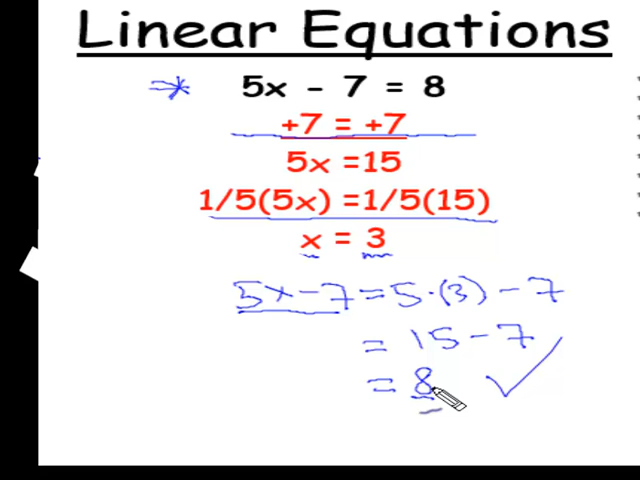 Linear Equations
5x - 7 = 8
+7 = +7
5x =15
1/5(5x) =1/5(15)
x = 3
5x - 7 = 5 · (3) - 7
= 15 - 7
= 8